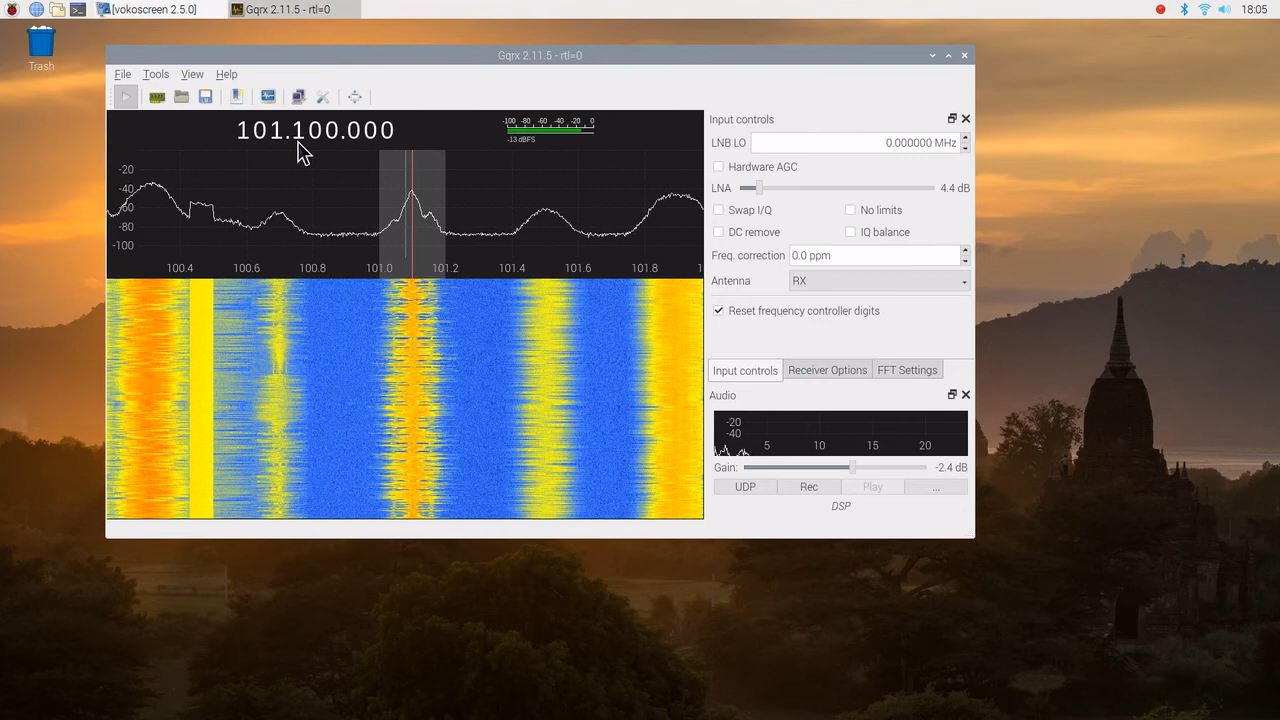 [vokoscreen 2.5.0]
Gqrx 2.11.5 - rtl=0
18:05
Trash
Gqrx 2.11.5 - rtl=0
File Tools View Help
101.100.000
-100 -80 -60 -40 -20 0
-13 dBFS
-20
-40
-60
-80
-100
100.4 100.6 100.8 101.0 101.2 101.4 101.6 101.8 1
Input controls
LNB LO 0.000000 MHz
Hardware AGC
LNA 4.4 dB
Swap I/Q No limits
DC remove IQ balance
Freq. correction 0.0 ppm
Antenna RX
Reset frequency controller digits
Input controls Receiver Options FFT Settings
Audio
-20
-40
5 10 15 20
Gain: -2.4 dB
UDP Rec Play ...
DSP